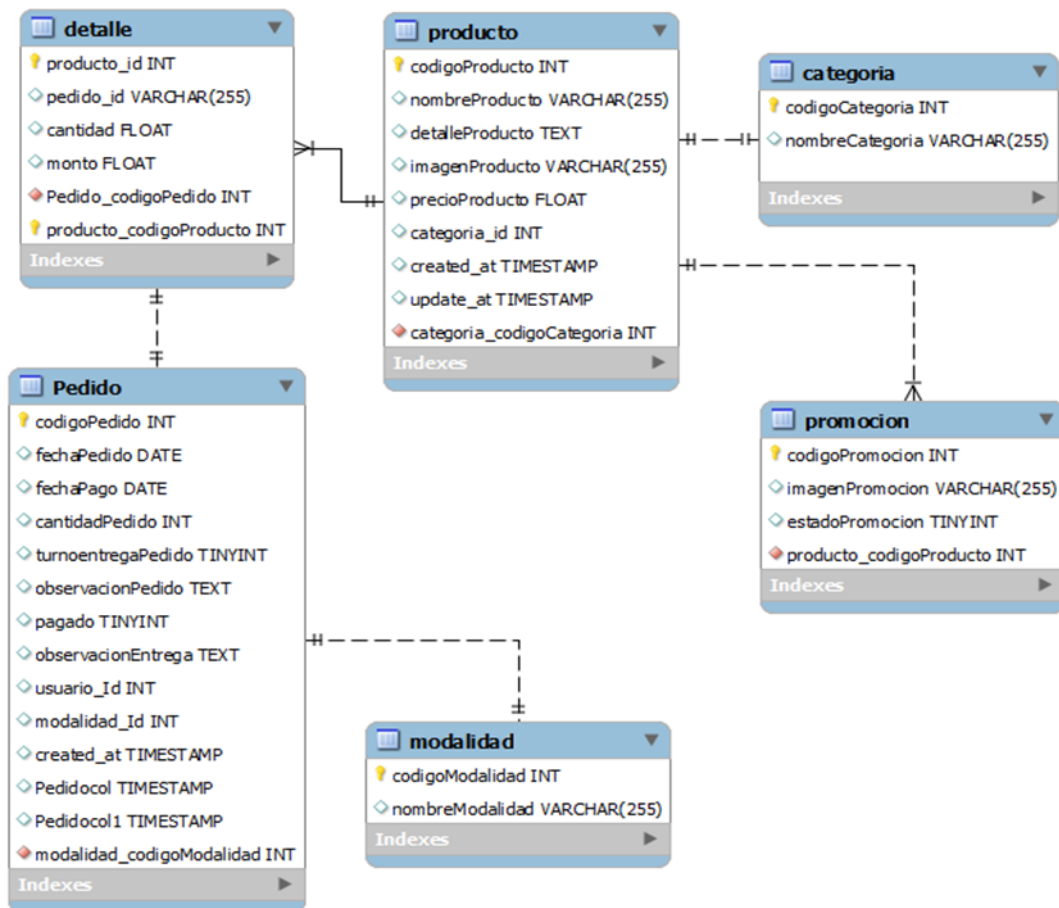 detalle
producto_id INT
pedido_id VARCHAR(255)
cantidad FLOAT
monto FLOAT
Pedido_codigoPedido INT
producto_codigoProducto INT
Indexes
producto
codigoProducto INT
nombreProducto VARCHAR(255)
detalleProducto TEXT
imagenProducto VARCHAR(255)
precioProducto FLOAT
categoria_id INT
created_at TIMESTAMP
update_at TIMESTAMP
categoria_codigoCategoria INT
Indexes
categoria
codigoCategoria INT
nombreCategoria VARCHAR(255)
Indexes
Pedido
codigoPedido INT
fechaPedido DATE
fechaPago DATE
cantidadPedido INT
turnoentregaPedido TINYINT
observacionPedido TEXT
pagado TINYINT
observacionEntrega TEXT
usuario_Id INT
modalidad_Id INT
created_at TIMESTAMP
Pedidocol TIMESTAMP
Pedidocol1 TIMESTAMP
modalidad_codigoModalidad INT
Indexes
promocion
codigoPromocion INT
imagenPromocion VARCHAR(255)
estadoPromocion TINYINT
producto_codigoProducto INT
Indexes
modalidad
codigoModalidad INT
nombreModalidad VARCHAR(255)
Indexes